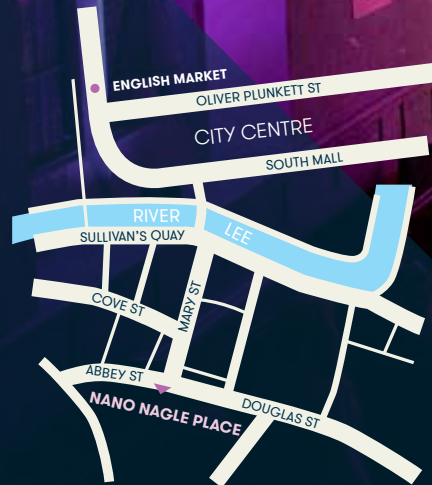 ENGLISH MARKET
OLIVER PLUNKETT ST
CITY CENTRE
SOUTH MALL
RIVER
LEE
SULLIVAN'S QUAY
COVE ST
MARY ST
ABBEY ST
NANO NAGLE PLACE
DOUGLAS ST